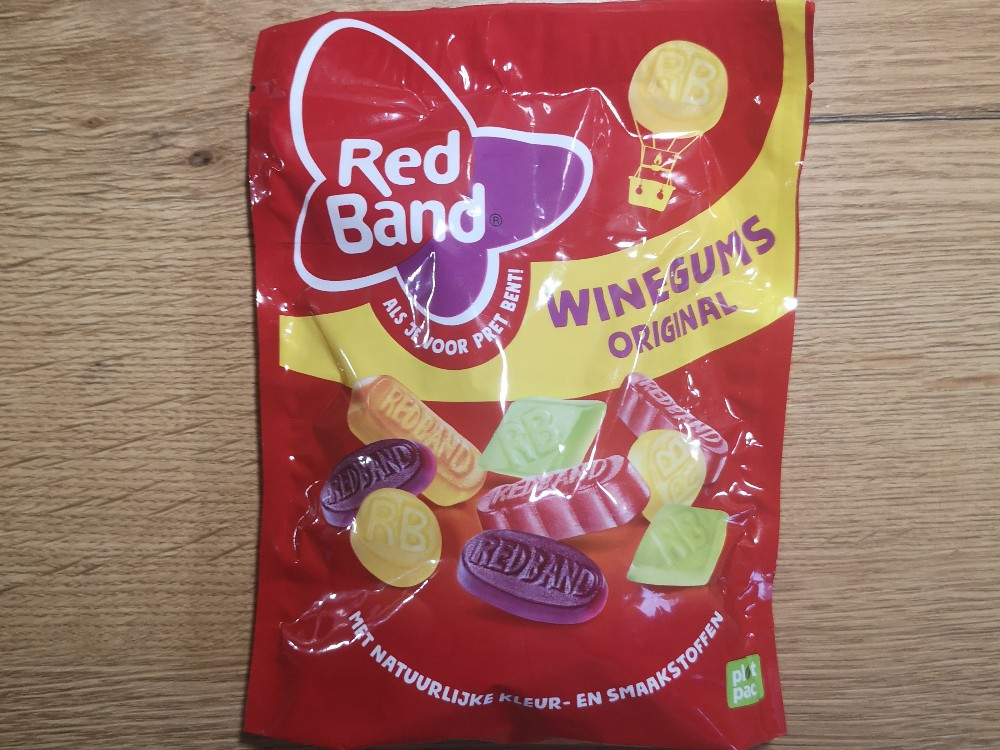 RB
Red
Band®
ALS JE VOOR PRET BENT!
WINEGUMS
ORIGINAL
REDBAND
RB
REDBAND
REDBAND
REDBAND
RB
RB
REDBAND
RB
MET NATUURLIJKE KLEUR- EN SMAAKSTOFFEN
pac